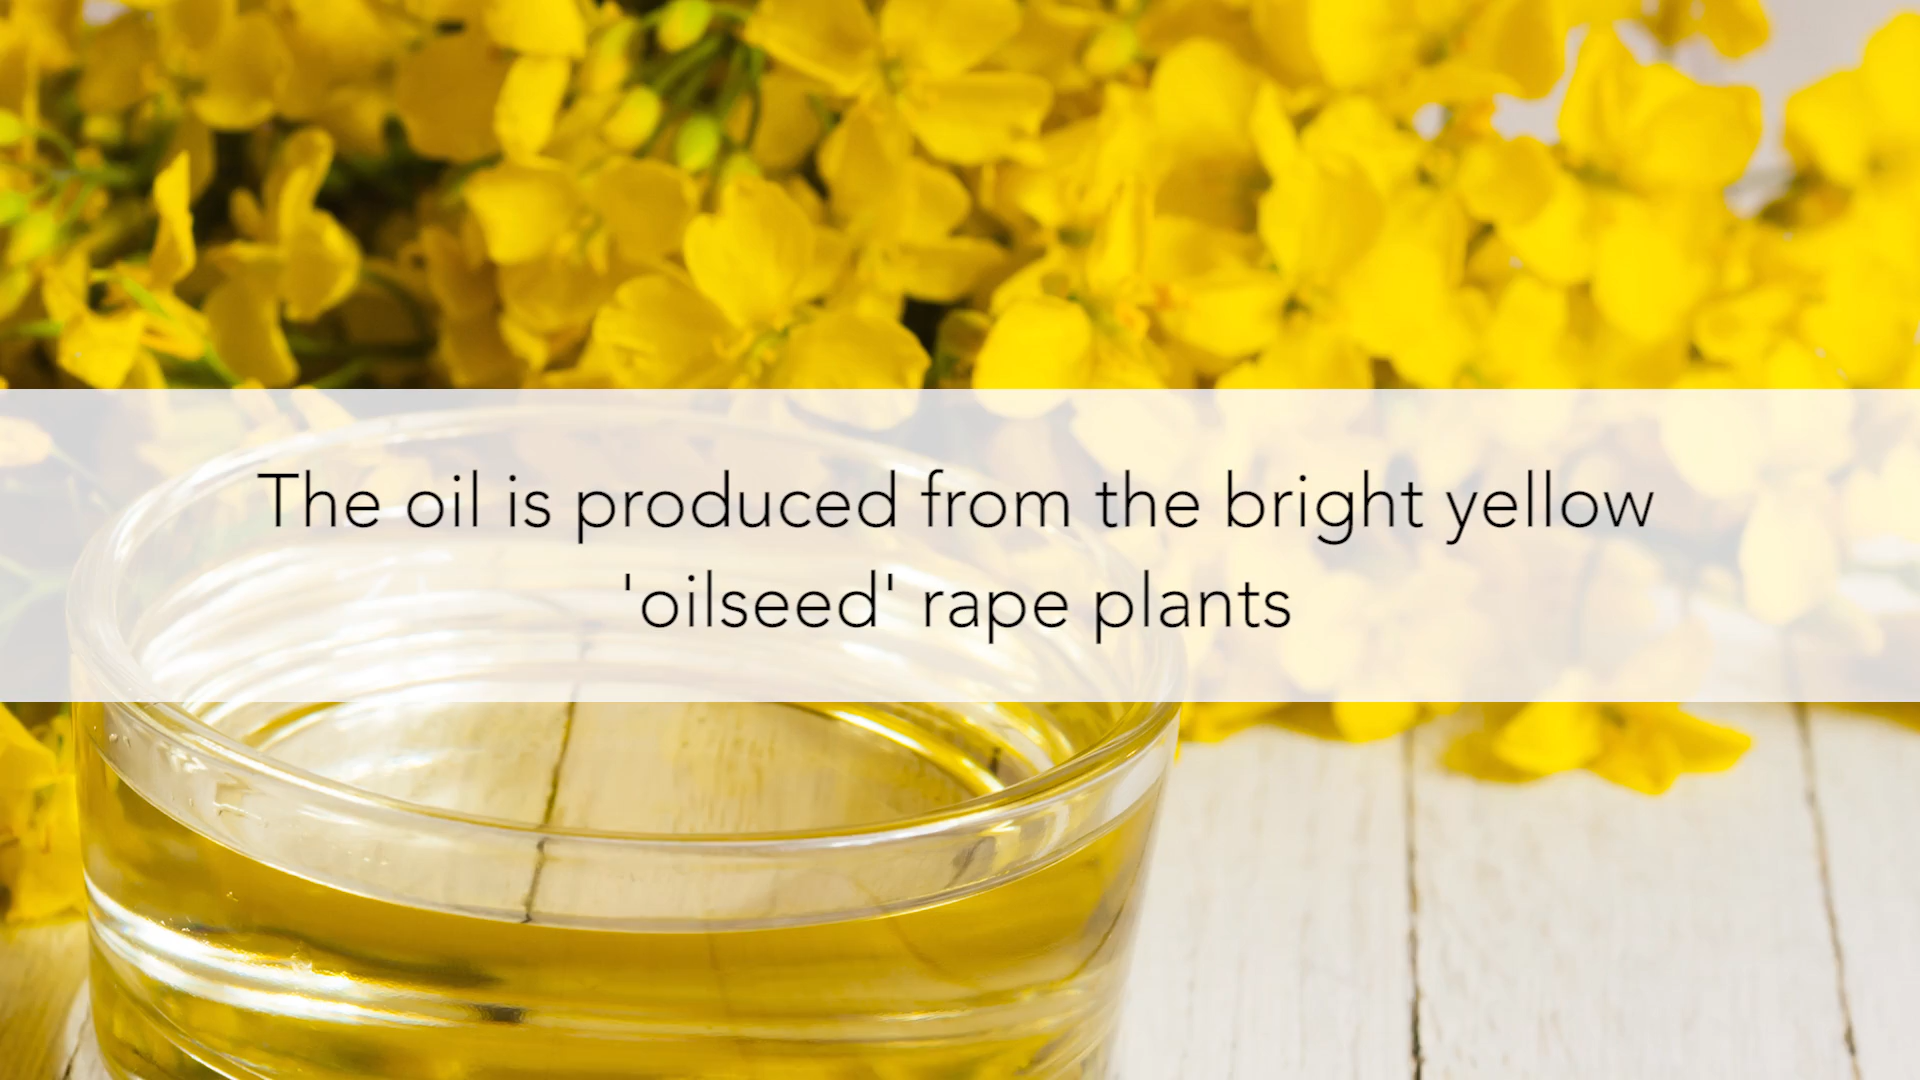 The oil is produced from the bright yellow
'oilseed' rape plants